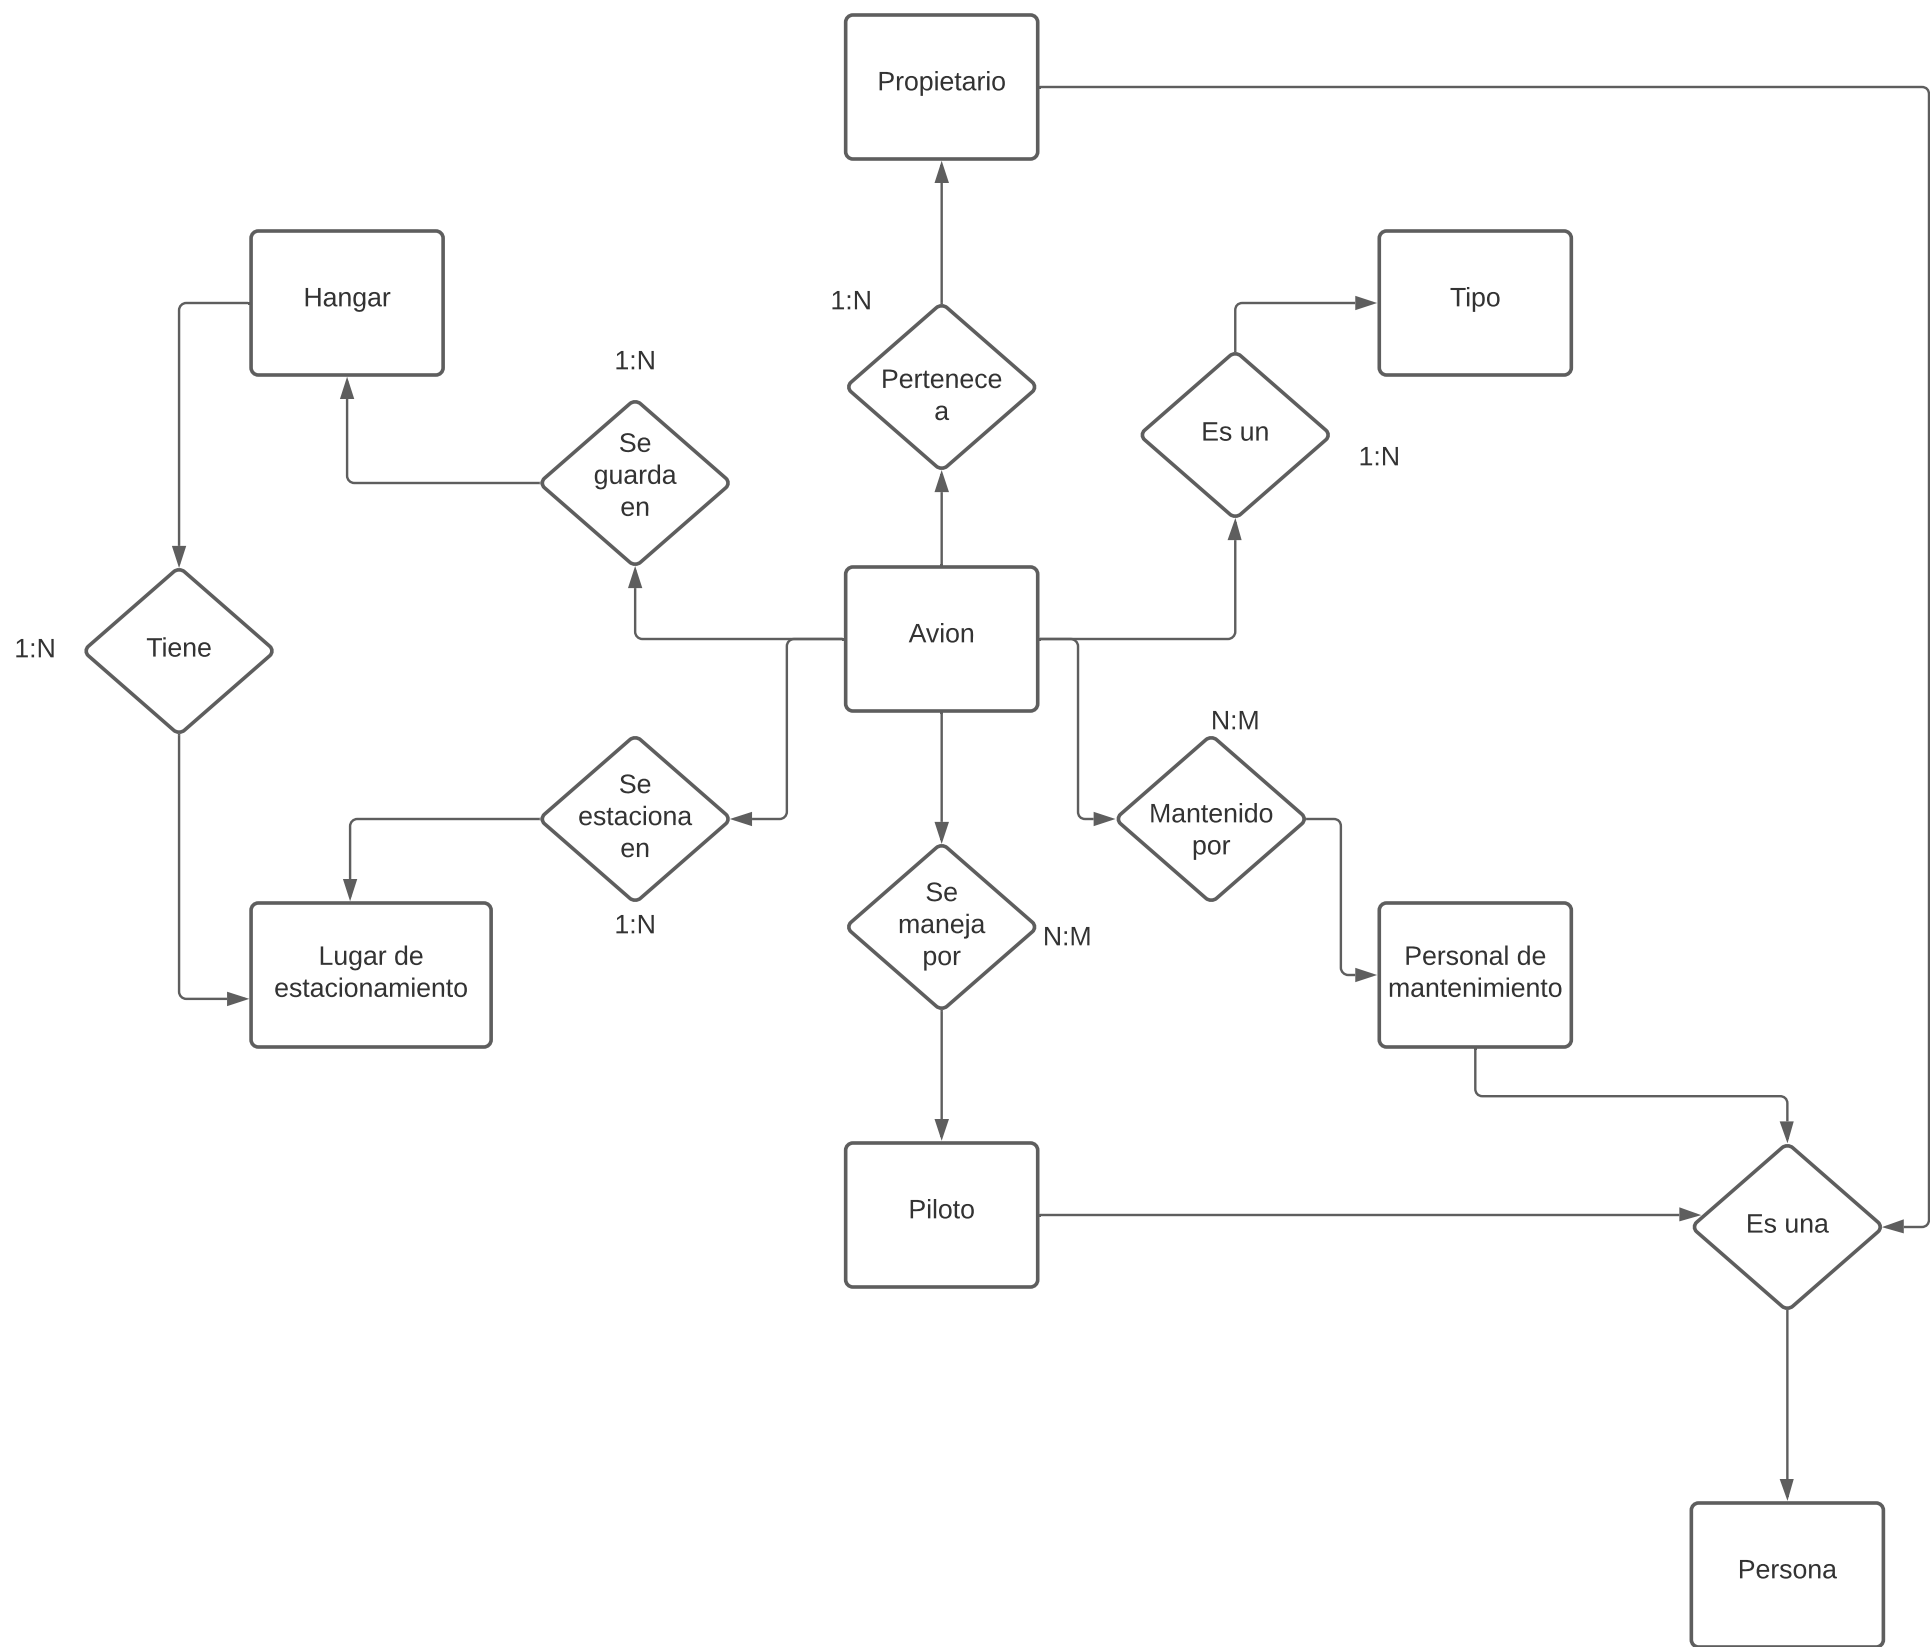 Propietario
Hangar
1:N
Tipo
1:N
Pertenece
a
Es un
1:N
Se
guarda
en
1:N
Tiene
Avion
N:M
Se
estaciona
en
1:N
Mantenido
por
Se
maneja
por
N:M
Lugar de
estacionamiento
Personal de
mantenimiento
Piloto
Es una
Persona